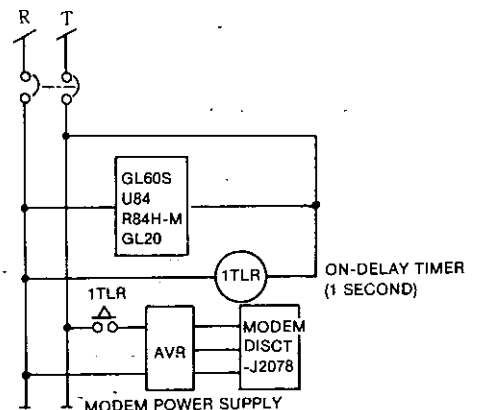 R T
GL60S
U84
R84H-M
GL20
1TLR
ON-DELAY TIMER
(1 SECOND)
1TLR
AVR
MODEM
DISCT
-J2078
MODEM POWER SUPPLY